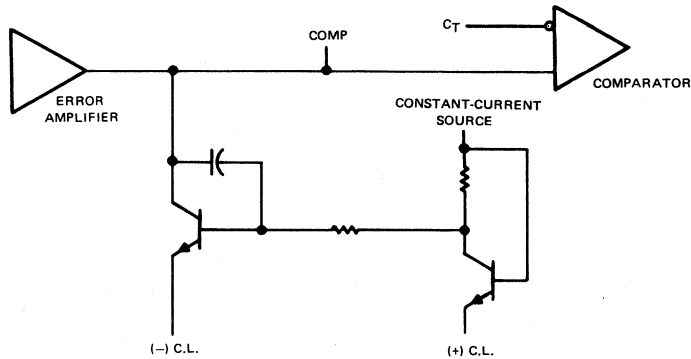 COMP
C_T
COMPARATOR
ERROR
AMPLIFIER
CONSTANT-CURRENT
SOURCE
(−) C.L.
(+) C.L.